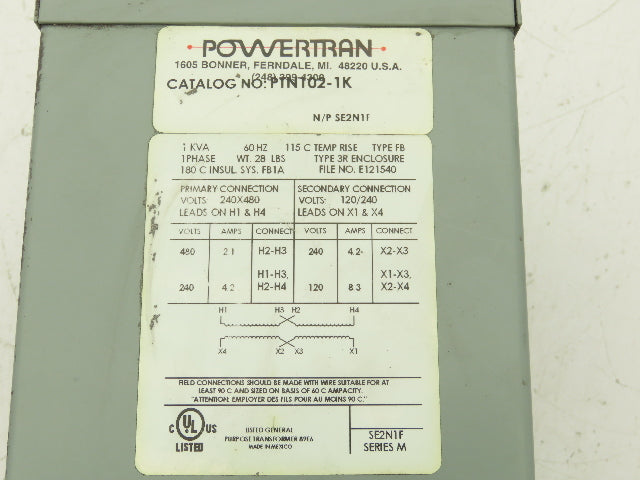 POWERTRAN
1605 BONNER, FERNDALE, MI. 48220 U.S.A.
(248)
CATALOG NO: PTN102-1K
N/P SE2N1F
1 KVA 60 HZ 115 C TEMP RISE TYPE FB
1PHASE WT. 28 LBS TYPE 3R ENCLOSURE
180 C INSUL. SYS. FB1A FILE NO. E121540
PRIMARY CONNECTION SECONDARY CONNECTION
VOLTS: 240X480 VOLTS: 120/240
LEADS ON H1 & H4 LEADS ON X1 & X4
VOLTS AMPS CONNECT VOLTS AMPS CONNECT
480 2.1 H2-H3 240 4.2 X2-X3
H1-H3, X1-X3,
240 4.2 H2-H4 120 8.3 X2-X4
H1 H3 H2 H4
X4 X2 X3 X1
FIELD CONNECTIONS SHOULD BE MADE WITH WIRE SUITABLE FOR AT
LEAST 90 C AND SIZED ON BASIS OF 60 C AMPACITY.
"ATTENTION: EMPLOYER DES FILS POUR AU MOINS 90 C."
C UL US
LISTED
LISTED GENERAL
PURPOSE TRANSFORMER 89E6
MADE IN MEXICO
SE2N1F
SERIES M